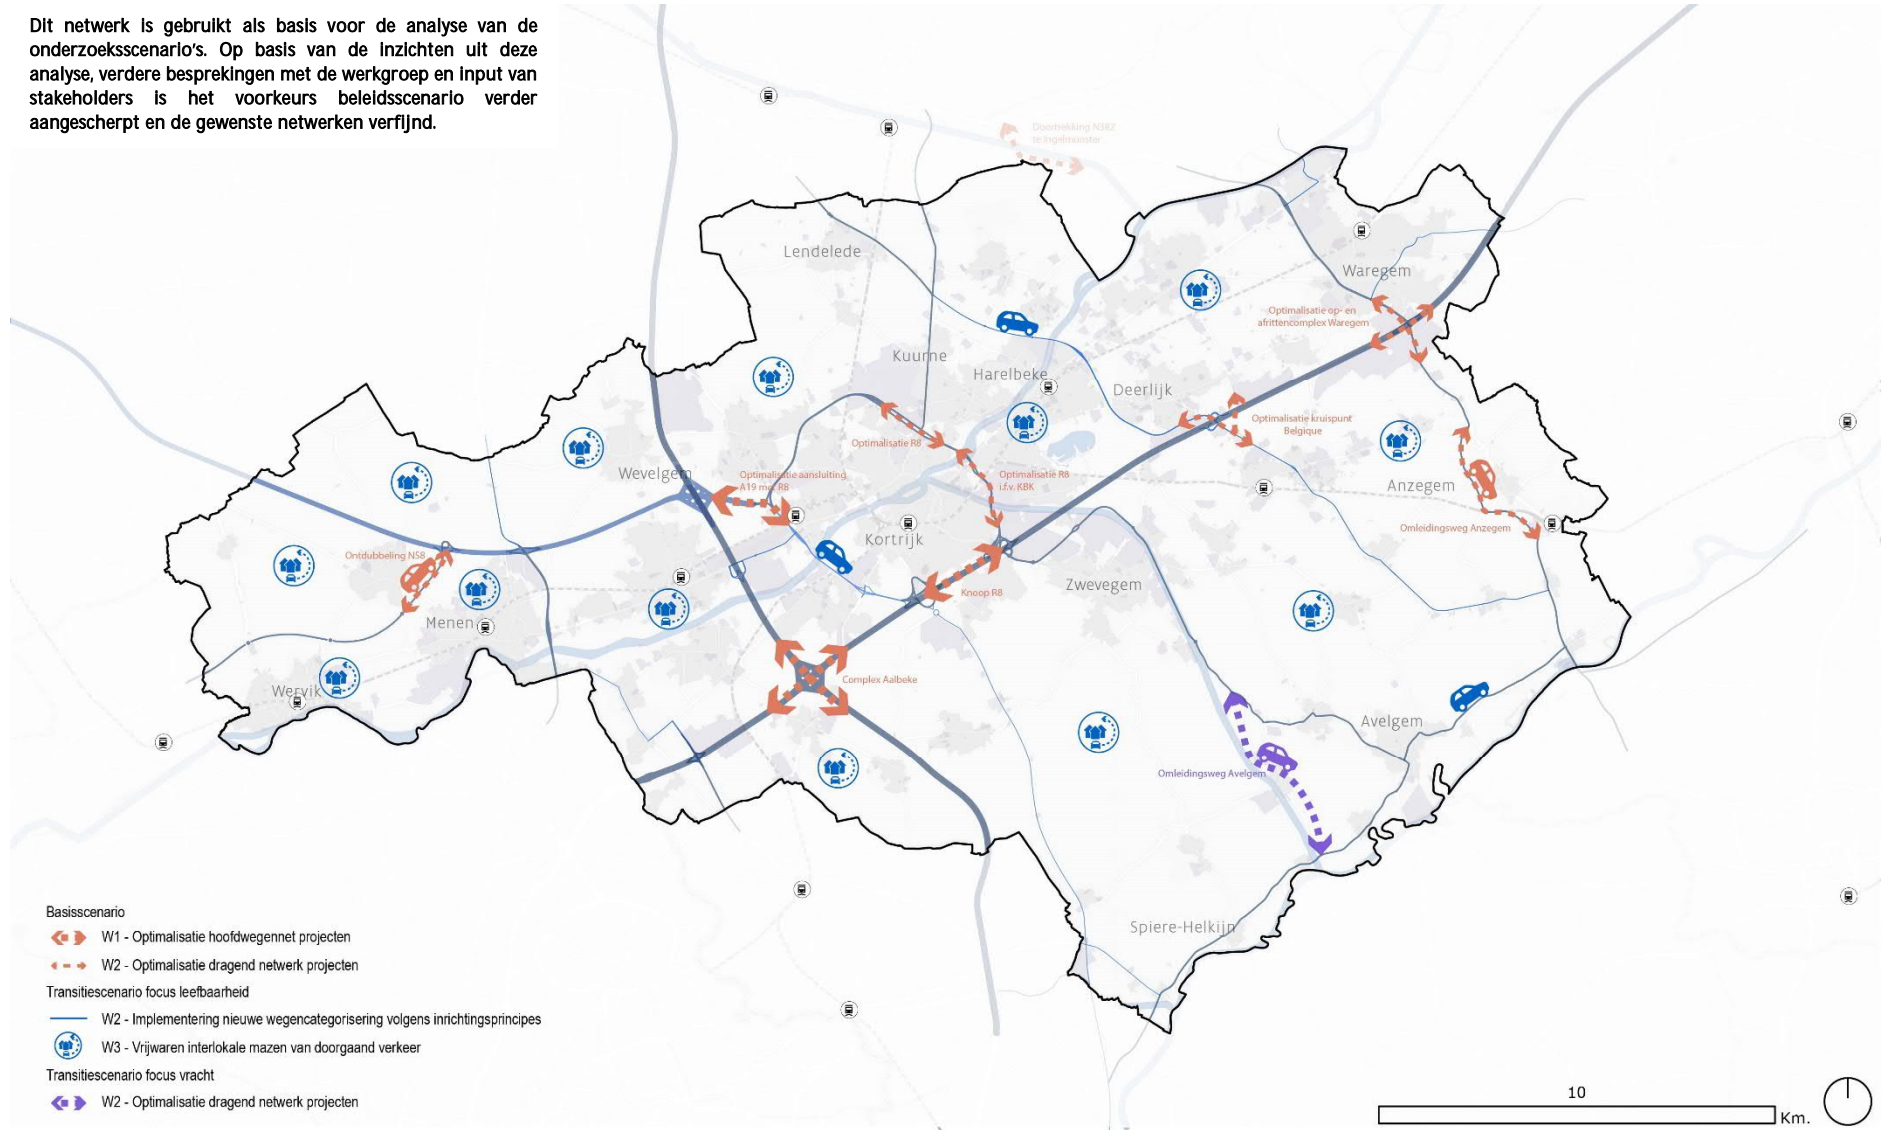 Dit netwerk is gebruikt als basis voor de analyse van de
onderzoeksscenario's. Op basis van de inzichten uit deze
analyse, verdere besprekingen met de werkgroep en input van
stakeholders is het voorkeurs beleidsscenario verder
aangescherpt en de gewenste netwerken verfijnd.
Doortrekking N382
te Ingelmunster
Lendelede
Waregem
Optimalisatie op- en
afrittencomplex Waregem
Kuurne
Harelbeke
Deerlijk
Optimalisatie kruispunt
Belgique
Optimalisatie R8
Wevelgem
Optimalisatie aansluiting
A19 met R8
Optimalisatie R8
i.f.v. KBK
Anzegem
Omleidingsweg Anzegem
Kortrijk
Ontdubbeling N58
Zwevegem
Knoop R8
Menen
Complex Aalbeke
Wervik
Avelgem
Omleidingsweg Avelgem
Spiere-Helkijn
Basisscenario
W1 - Optimalisatie hoofdwegennet projecten
W2 - Optimalisatie dragend netwerk projecten
Transitiescenario focus leefbaarheid
W2 - Implementering nieuwe wegencategorisering volgens inrichtingsprincipes
W3 - Vrijwaren interlokale mazen van doorgaand verkeer
Transitiescenario focus vracht
W2 - Optimalisatie dragend netwerk projecten
10
Km.